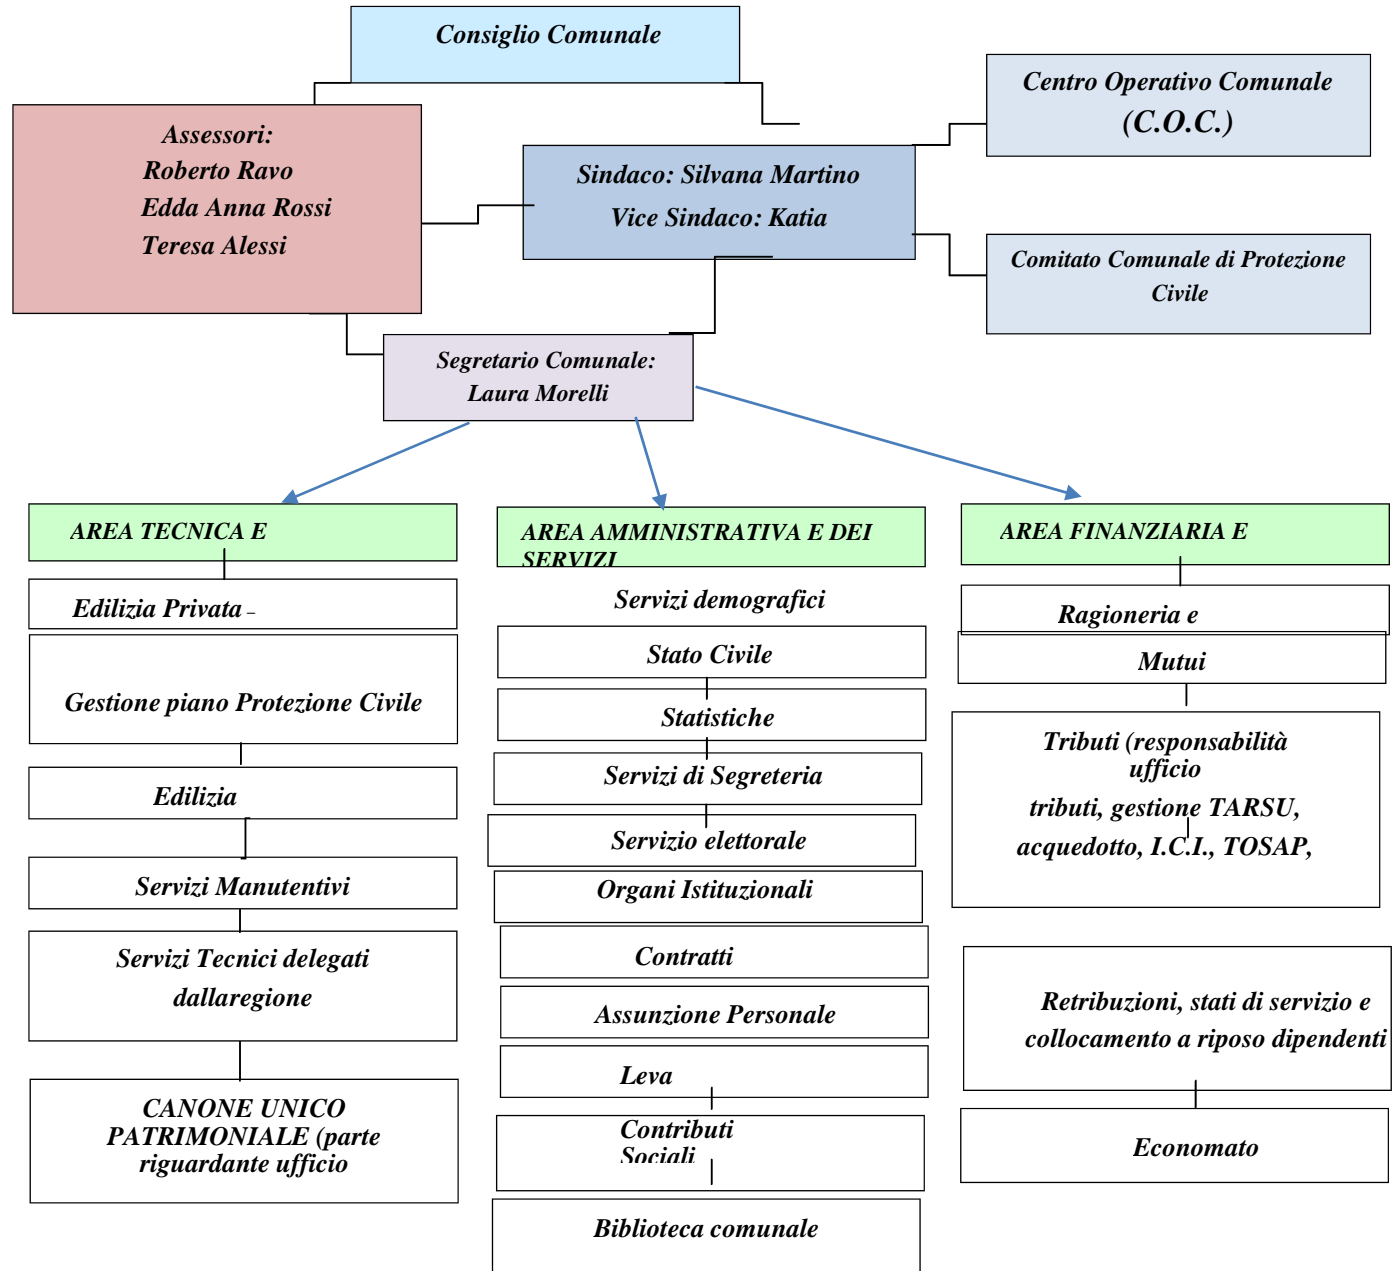 Consiglio Comunale
Centro Operativo Comunale
(C.O.C.)
Assessori:
Roberto Ravo
Edda Anna Rossi
Teresa Alessi
Sindaco: Silvana Martino
Vice Sindaco: Katia
Comitato Comunale di Protezione
Civile
Segretario Comunale:
Laura Morelli
AREA TECNICA E
Edilizia Privata –
Gestione piano Protezione Civile
Edilizia
Servizi Manutentivi
Servizi Tecnici delegati
dallaregione
CANONE UNICO
PATRIMONIALE (parte
riguardante ufficio
AREA AMMINISTRATIVA E DEI
SERVIZI
Servizi demografici
Stato Civile
Statistiche
Servizi di Segreteria
Servizio elettorale
Organi Istituzionali
Contratti
Assunzione Personale
Leva
Contributi
Sociali
Biblioteca comunale
AREA FINANZIARIA E
Ragioneria e
Mutui
Tributi (responsabilità
ufficio
tributi, gestione TARSU,
acquedotto, I.C.I., TOSAP,
Retribuzioni, stati di servizio e
collocamento a riposo dipendenti
Economato